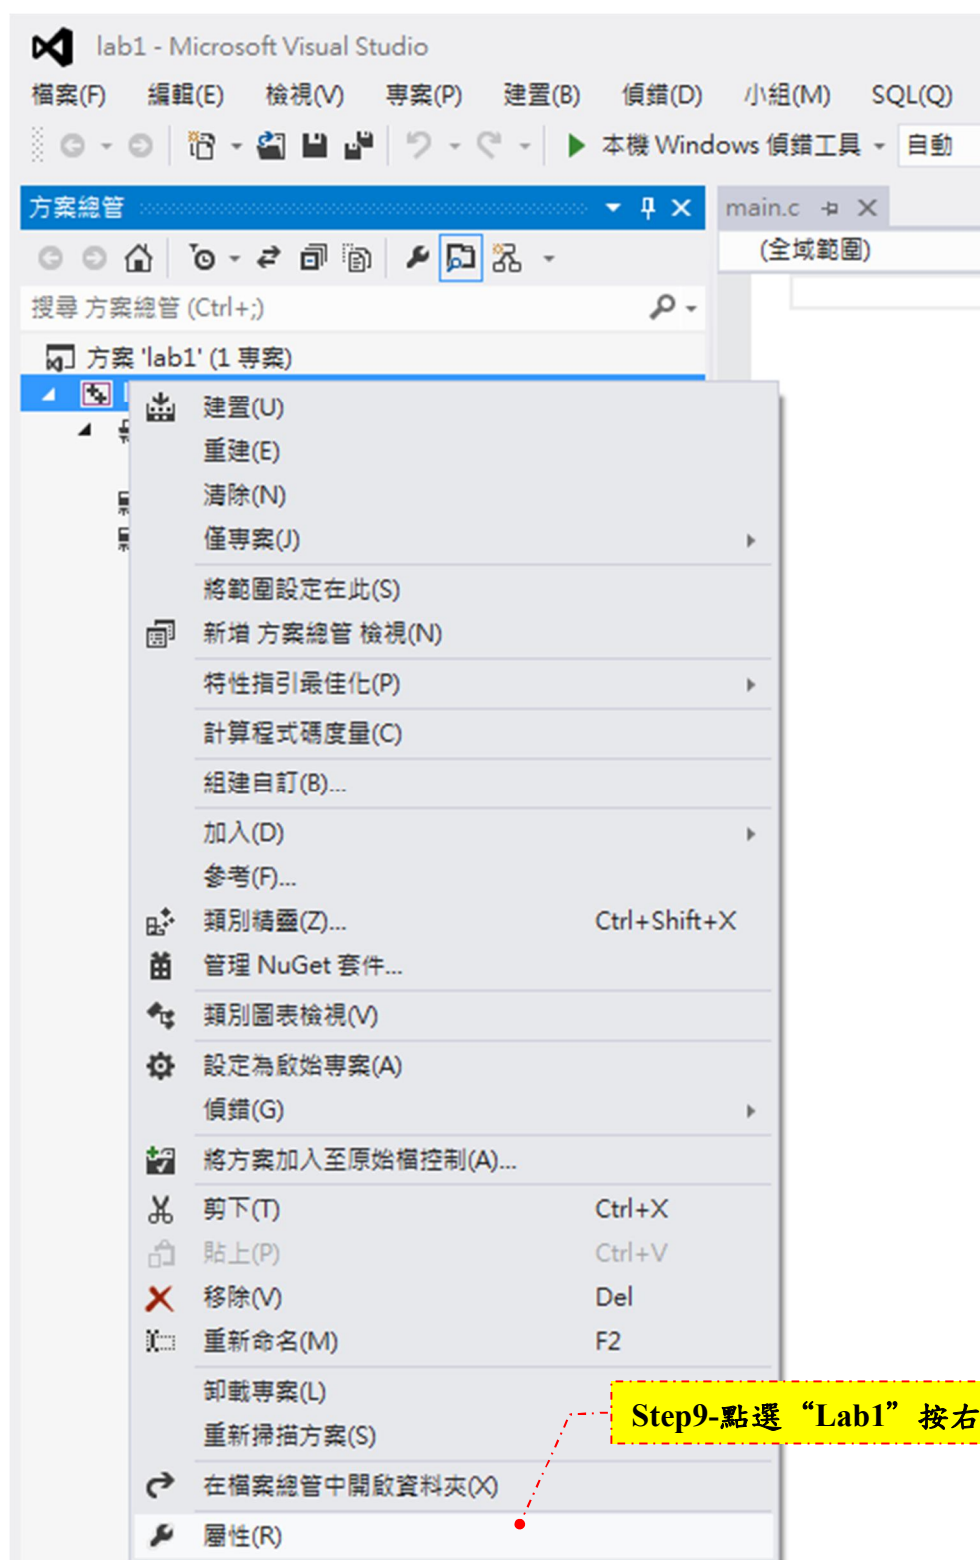 lab1 - Microsoft Visual Studio
檔案(F) 編輯(E) 檢視(V) 專案(P) 建置(B) 偵錯(D) 小組(M) SQL(Q)
本機 Windows 偵錯工具 自動
方案總管
main.c
(全域範圍)
搜尋 方案總管 (Ctrl+;)
方案 'lab1' (1 專案)
建置(U)
重建(E)
清除(N)
僅專案(J)
將範圍設定在此(S)
新增 方案總管 檢視(N)
特性指引最佳化(P)
計算程式碼度量(C)
組建自訂(B)...
加入(D)
參考(F)...
類別精靈(Z)... Ctrl+Shift+X
管理 NuGet 套件...
類別圖表檢視(V)
設定為啟始專案(A)
偵錯(G)
將方案加入至原始檔控制(A)...
剪下(T) Ctrl+X
貼上(P) Ctrl+V
移除(V) Del
重新命名(M) F2
卸載專案(L)
Step9-點選“Lab1”按右
重新掃描方案(S)
在檔案總管中開啟資料夾(X)
屬性(R)